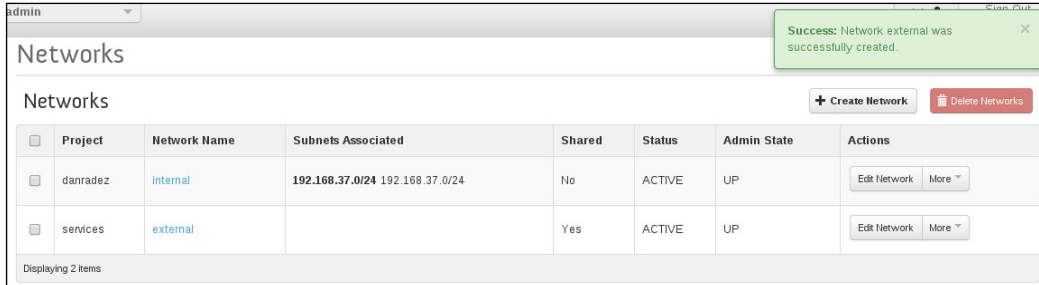 admin
Sign Out
Success: Network external was
successfully created.
Networks
Networks
Create Network
Delete Networks
Project Network Name Subnets Associated Shared Status Admin State Actions
danradez internal 192.168.37.0/24 192.168.37.0/24 No ACTIVE UP Edit Network More
services external Yes ACTIVE UP Edit Network More
Displaying 2 items